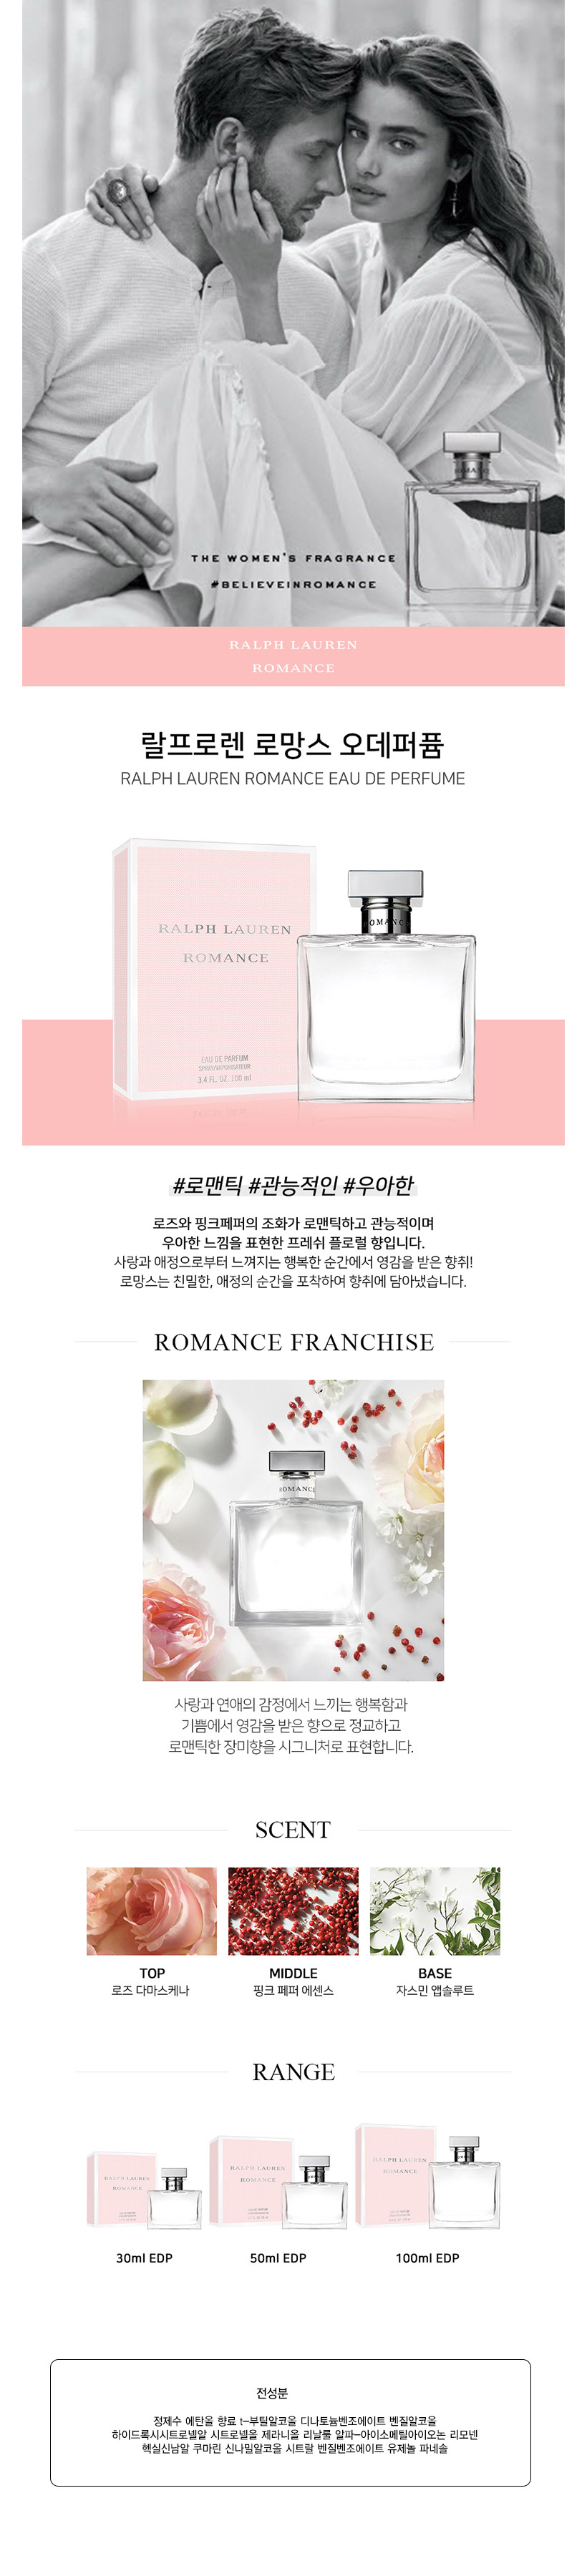 THE WOMEN'S FRAGRANCE
#BELIEVEINROMANCE
RALPH LAUREN
ROMANCE
랄프로렌 로망스 오데퍼퓸
RALPH LAUREN ROMANCE EAU DE PERFUME
RALPH LAUREN
ROMANCE
EAU DE PARFUM
SPRAY/VAPORISATEUR
3.4 FL. OZ. 100 ml
#로맨틱 #관능적인 #우아한
로즈와 핑크페퍼의 조화가 로맨틱하고 관능적이며
우아한 느낌을 표현한 프레쉬 플로럴 향입니다.
사랑과 애정으로부터 느껴지는 행복한 순간에서 영감을 받은 향취!
로망스는 친밀한, 애정의 순간을 포착하여 향취에 담아냈습니다.
ROMANCE FRANCHISE
ROMANCE
사랑과 연애의 감정에서 느끼는 행복함과
기쁨에서 영감을 받은 향으로 정교하고
로맨틱한 장미향을 시그니처로 표현합니다.
SCENT
TOP
로즈 다마스케나
MIDDLE
핑크 페퍼 에센스
BASE
자스민 앱솔루트
RANGE
RALPH LAUREN
ROMANCE
RALPH LAUREN
ROMANCE
RALPH LAUREN
ROMANCE
30ml EDP
50ml EDP
100ml EDP
전성분
정제수 에탄올 향료 t-부틸알코올 디나토늄벤조에이트 벤질알코올
하이드록시시트로넬알 시트로넬올 제라니올 리날룰 알파-아이소메틸아이오논 리모넨
헥실신남알 쿠마린 신나밀알코올 시트랄 벤질벤조에이트 유제놀 파네솔